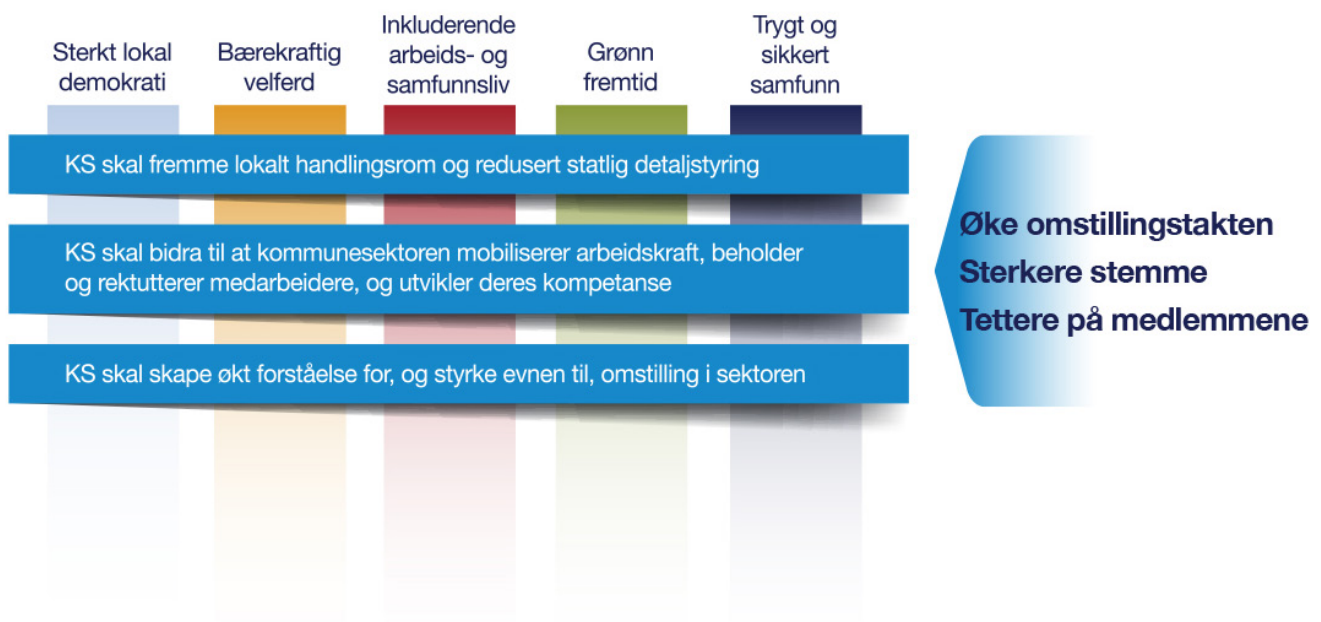 Sterkt lokal
demokrati
Bærekraftig
velferd
Inkluderende
arbeids- og
samfunnsliv
Grønn
fremtid
Trygt og
sikkert
samfunn
KS skal fremme lokalt handlingsrom og redusert statlig detaljstyring
KS skal bidra til at kommunesektoren mobiliserer arbeidskraft, beholder
og rektutterer medarbeidere, og utvikler deres kompetanse
KS skal skape økt forståelse for, og styrke evnen til, omstilling i sektoren
Øke omstillingstakten
Sterkere stemme
Tettere på medlemmene